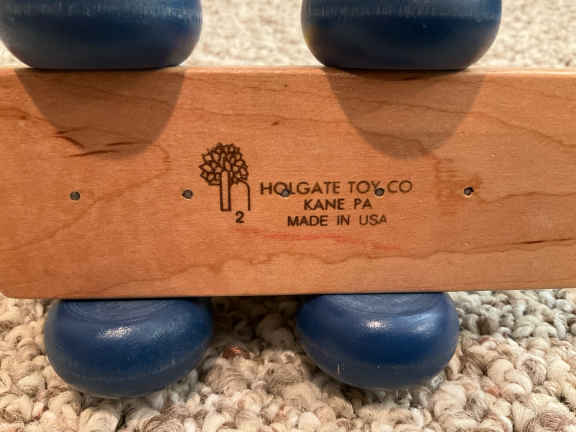 HOLGATE TOY CO
KANE PA
MADE IN USA
2